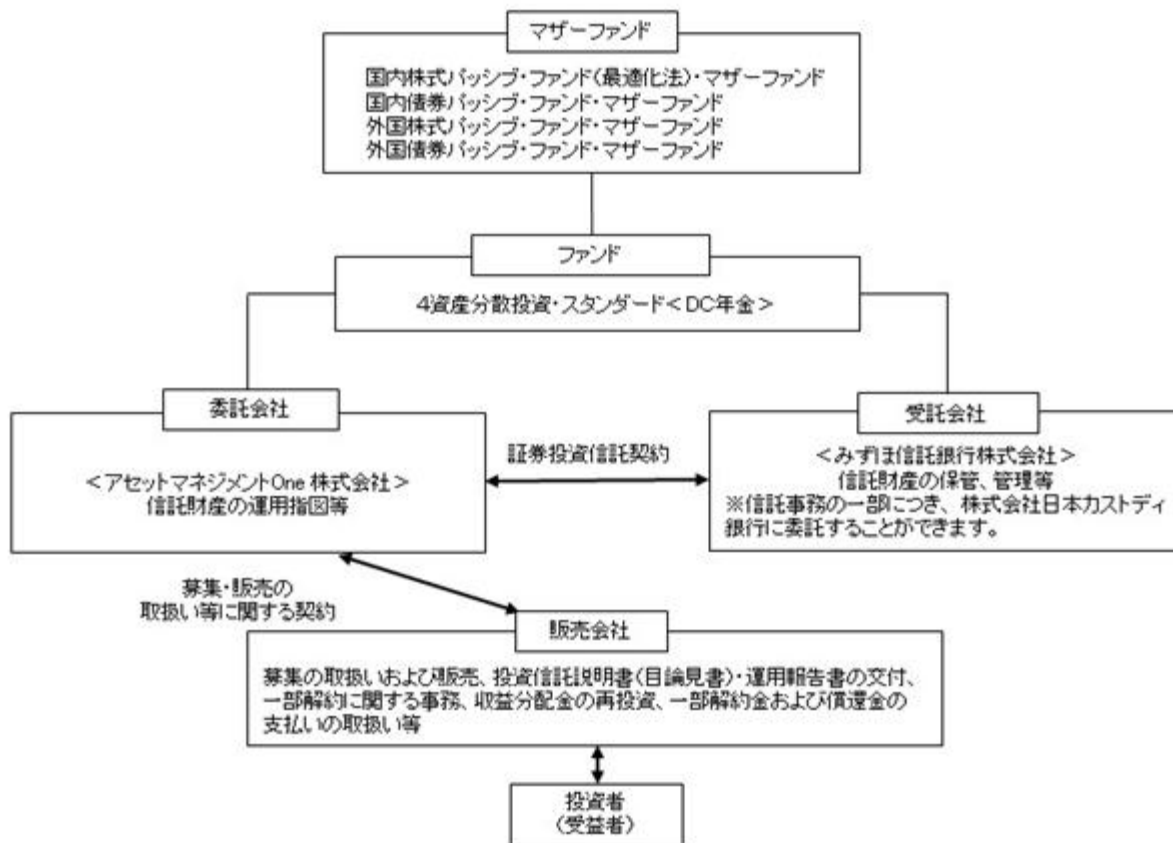 マザーファンド
国内株式パッシブ・ファンド(最適化法)・マザーファンド
国内債券パッシブ・ファンド・マザーファンド
外国株式パッシブ・ファンド・マザーファンド
外国債券パッシブ・ファンド・マザーファンド
ファンド
4資産分散投資・スタンダード<DC年金>
委託会社
<アセットマネジメントOne 株式会社>
信託財産の運用指図等
証券投資信託契約
受託会社
<みずほ信託銀行株式会社>
信託財産の保管、管理等
※信託事務の一部につき、株式会社日本カストディ
銀行に委託することができます。
募集・販売の
取扱い等に関する契約
販売会社
募集の取扱いおよび販売、投資信託説明書(目論見書)・運用報告書の交付、
一部解約に関する事務、収益分配金の再投資、一部解約金および償還金の
支払いの取扱い等
投資者
(受益者)